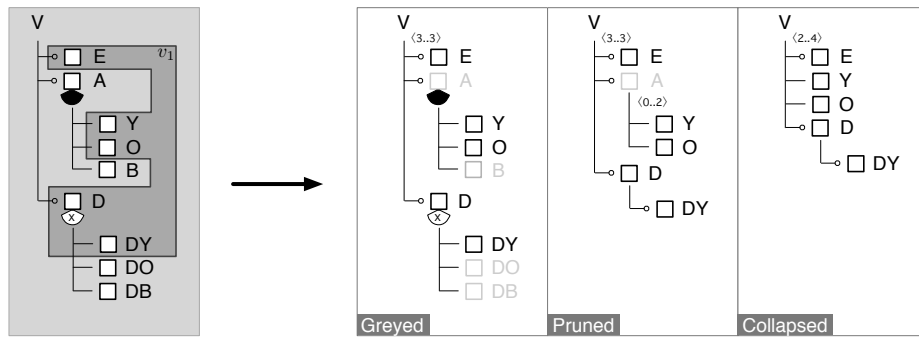 V
E
v1
A
Y
O
B
D
x
DY
DO
DB
V
⟨3..3⟩
E
A
Y
O
B
D
x
DY
DO
DB
Greyed
V
⟨3..3⟩
E
A
⟨0..2⟩
Y
O
D
DY
Pruned
V
⟨2..4⟩
E
Y
O
D
DY
Collapsed